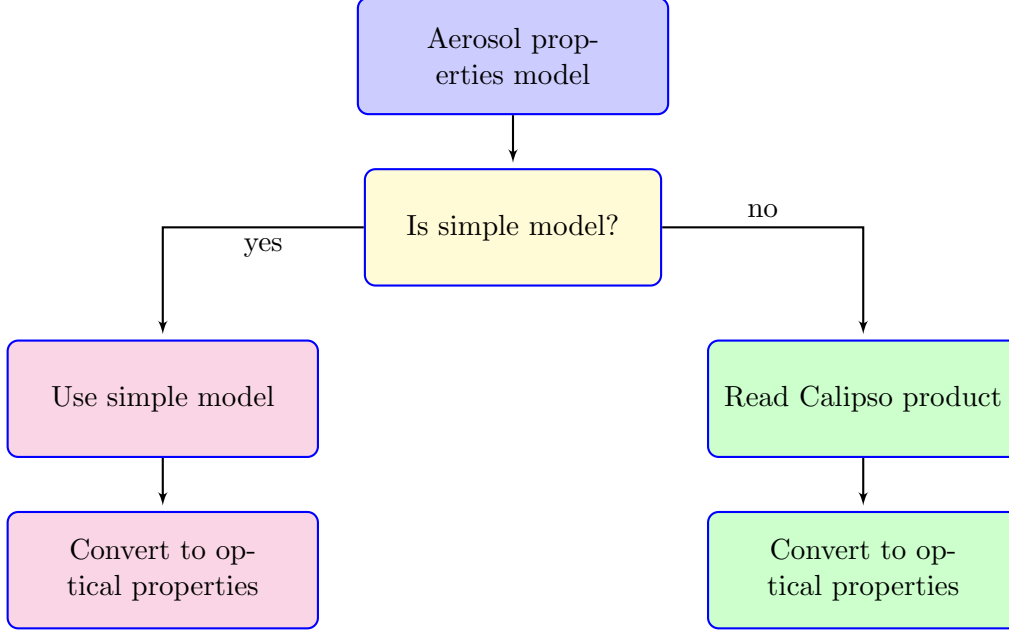 Aerosol prop-
erties model
Is simple model?
yes
no
Use simple model
Read Calipso product
Convert to op-
tical properties
Convert to op-
tical properties